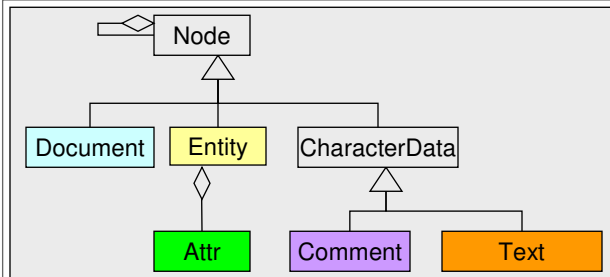 Node
Document
Entity
CharacterData
Attr
Comment
Text